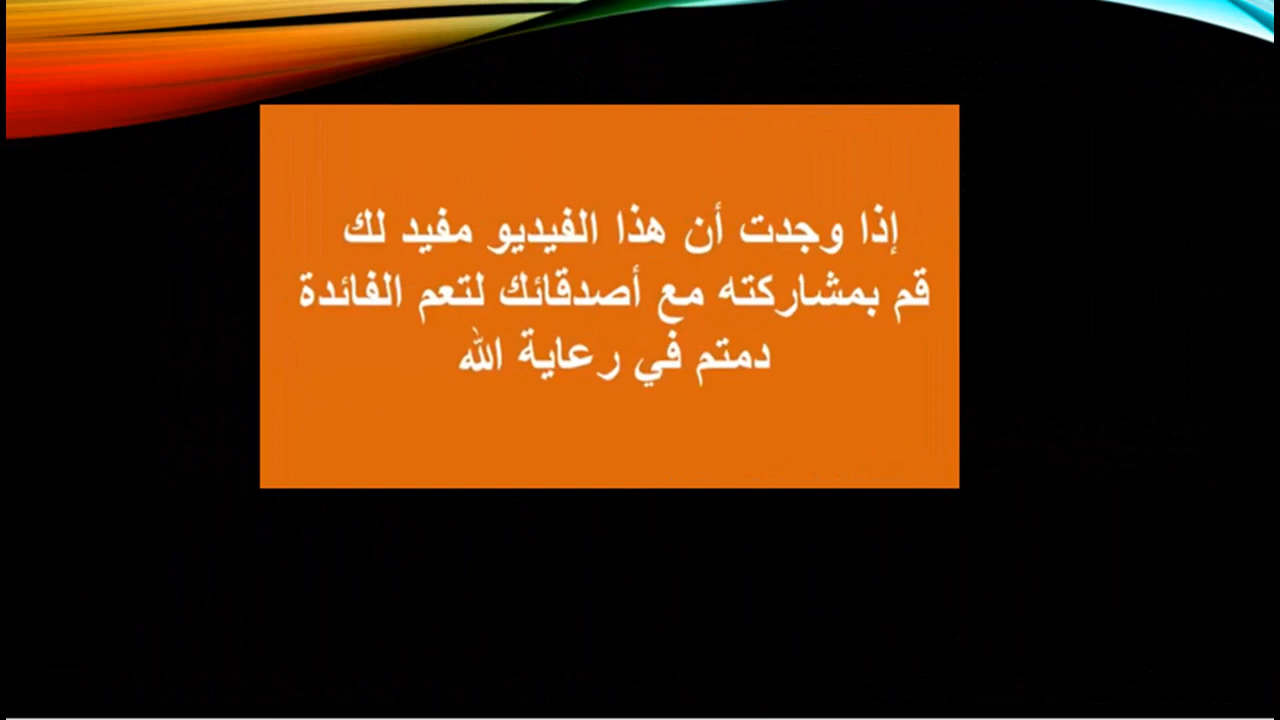 إذا وجدت أن هذا الفيديو مفيد لك
قم بمشاركته مع أصدقائك لتعم الفائدة
دمتم في رعاية الله